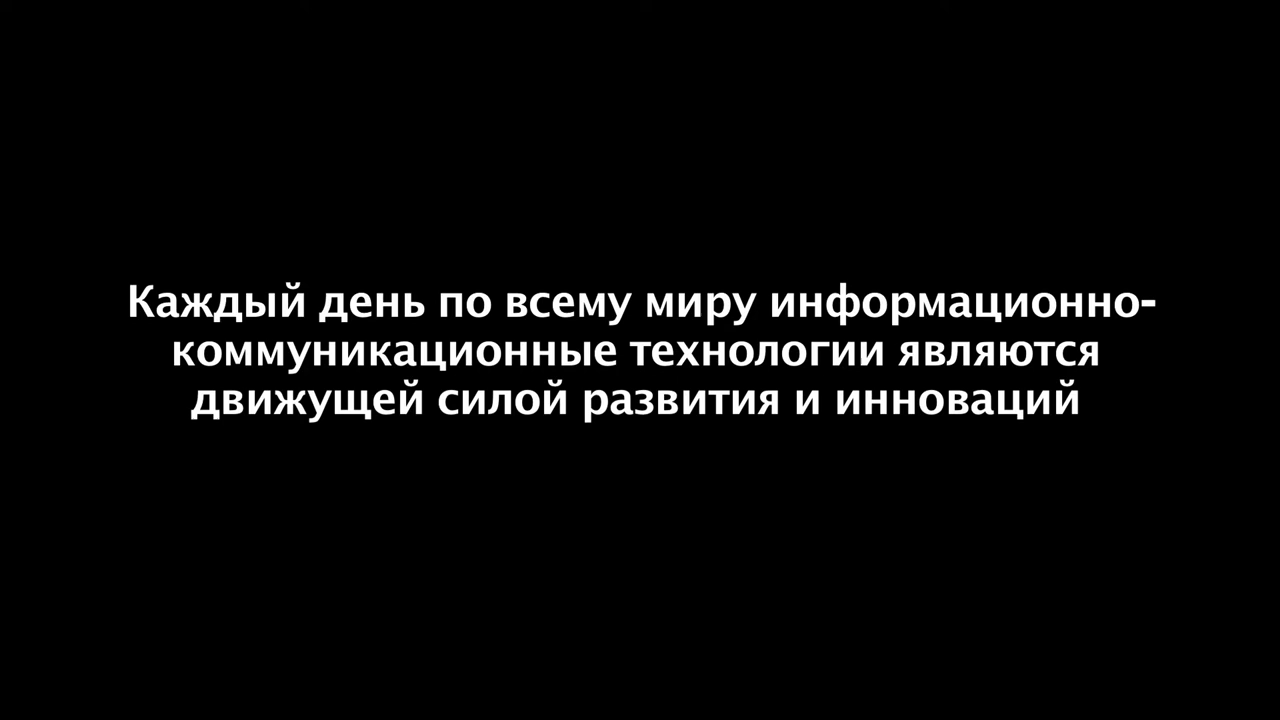 Каждый день по всему миру информационно-
коммуникационные технологии являются
движущей силой развития и инноваций